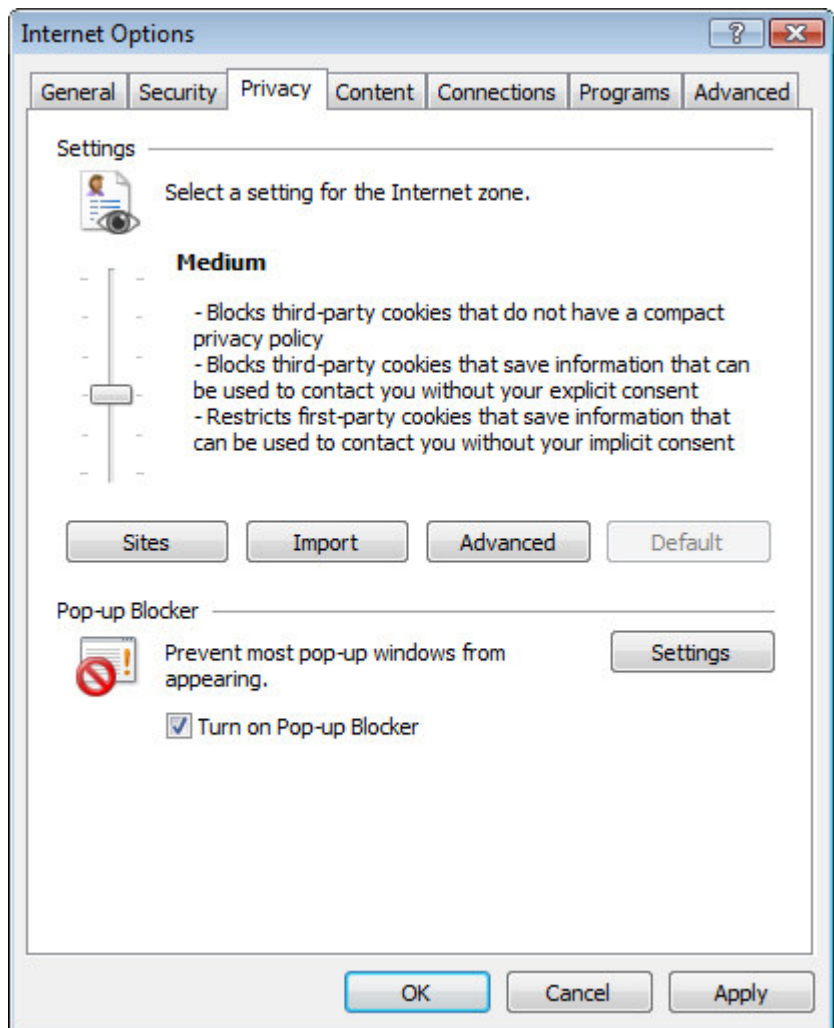 Internet Options
General Security Privacy Content Connections Programs Advanced
Settings
Select a setting for the Internet zone.
Medium
- Blocks third-party cookies that do not have a compact
privacy policy
- Blocks third-party cookies that save information that can
be used to contact you without your explicit consent
- Restricts first-party cookies that save information that
can be used to contact you without your implicit consent
Sites Import Advanced Default
Pop-up Blocker
Prevent most pop-up windows from
appearing.
Settings
Turn on Pop-up Blocker
OK Cancel Apply